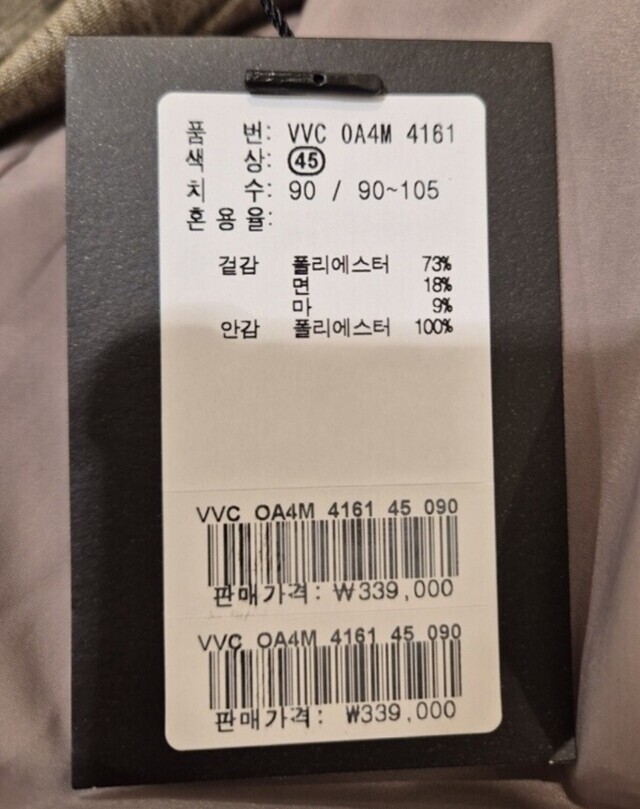 품 번: VVC 0A4M 4161
색 상: 45
치 수: 90 / 90~105
혼 용 율:
겉감 폴리에스터 73%
면 18%
마 9%
안감 폴리에스터 100%
VVC OA4M 4161 45 090
판매가격: ₩339,000
VVC OA4M 4161 45 090
판매가격: ₩339,000